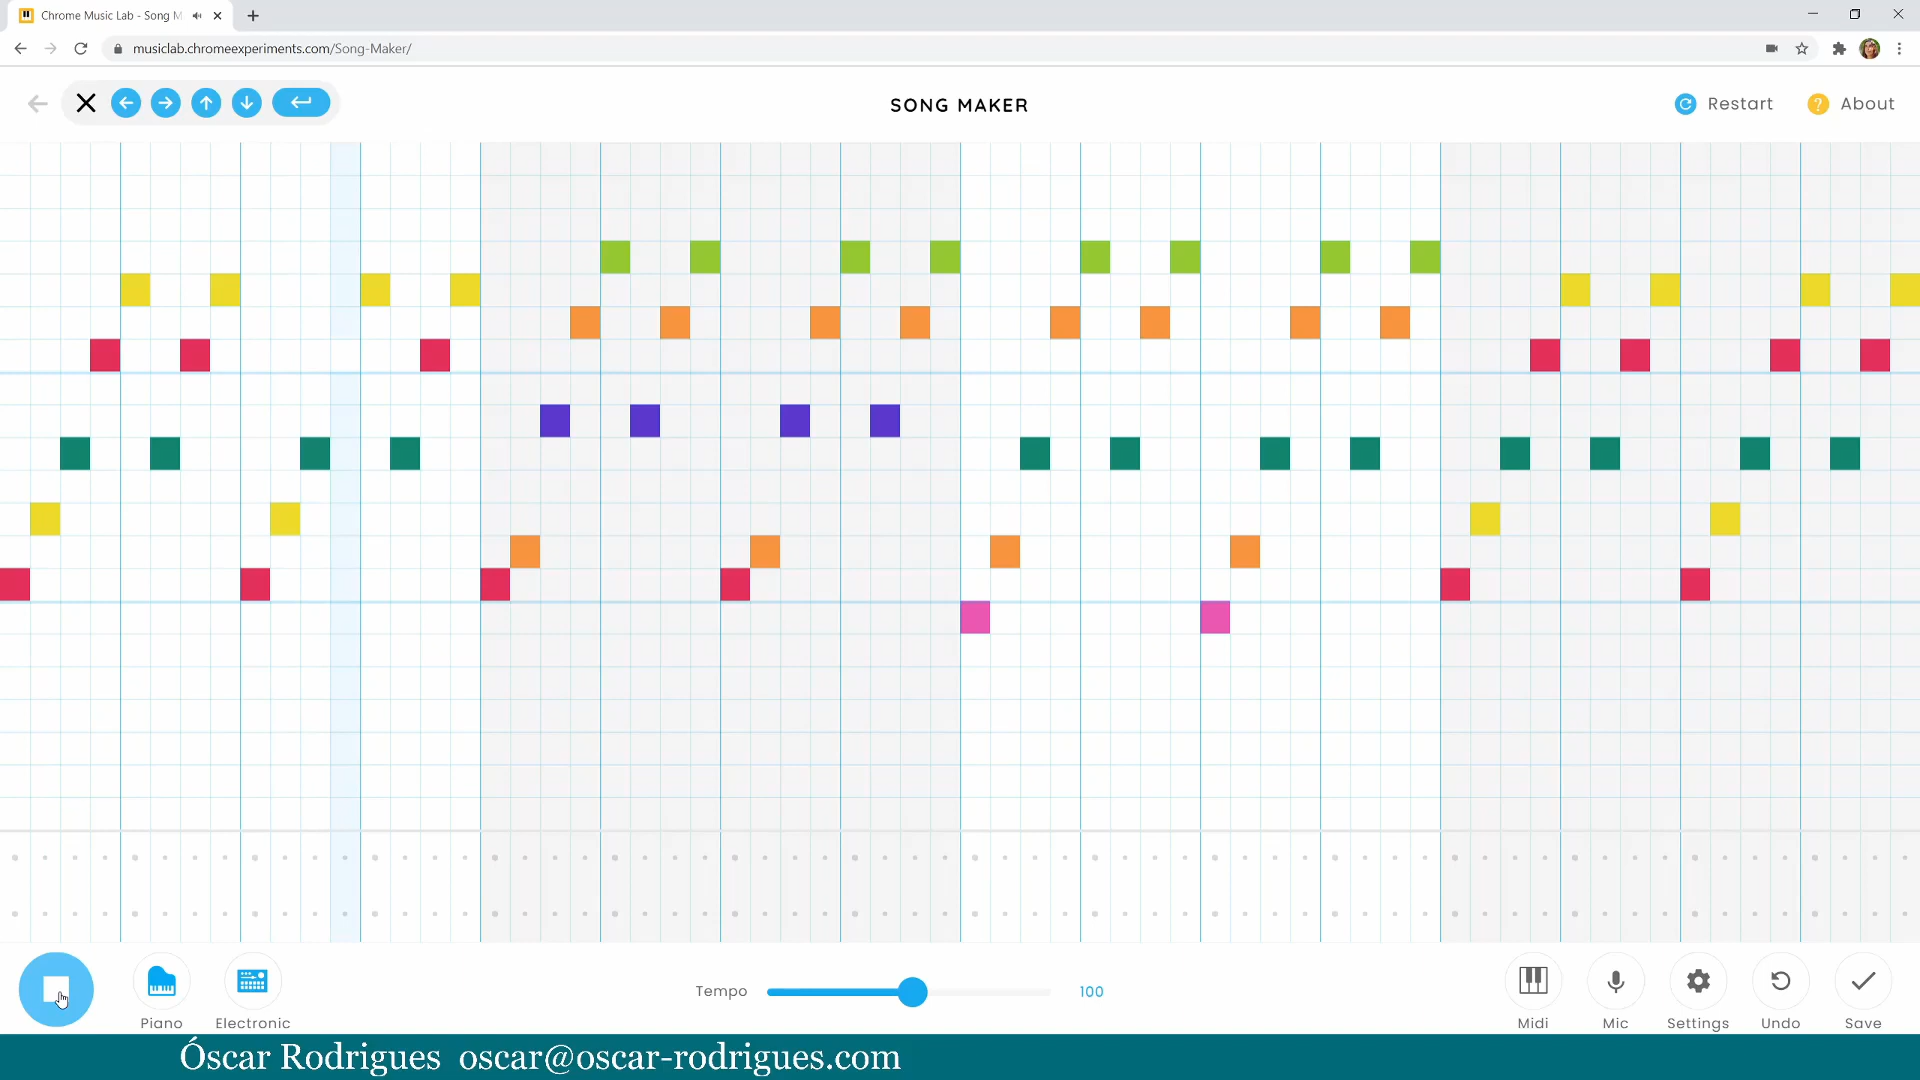 Chrome Music Lab - Song M
musiclab.chromeexperiments.com/Song-Maker/
SONG MAKER
Restart
? About
Tempo
100
Piano
Electronic
Midi
Mic
Settings
Undo
Save
Óscar Rodrigues oscar@oscar-rodrigues.com